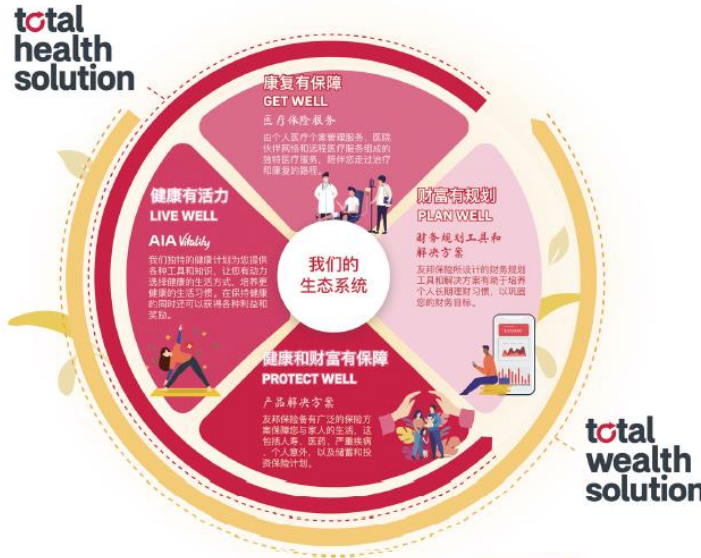 total
health
solution
康复有保障
GET WELL
医疗保险服务
由个人医疗个案管理服务、医院
伙伴网络和远程医疗服务组成的
独特医疗服务，陪伴您走过治疗
和康复的路程。
健康有活力
LIVE WELL
AIA Vitality
我们独特的健康计划为您提供
各种工具和知识，让您有动力
选择健康的生活方式，培养更
健康的生活习惯。在保持健康
的同时还可以获得各种利益和
奖励。
我们的
生态系统
财富有规划
PLAN WELL
财务规划工具和
解决方案
友邦保险所设计的财务规划
工具和解决方案有助于培养
个人长期理财习惯，以巩固
您的财务目标。
健康和财富有保障
PROTECT WELL
产品解决方案
友邦保险备有广泛的保险方
案保障您与家人的生活，这
包括人寿、医药、严重疾病
、个人意外，以及储蓄和投
资保险计划。
total
wealth
solution